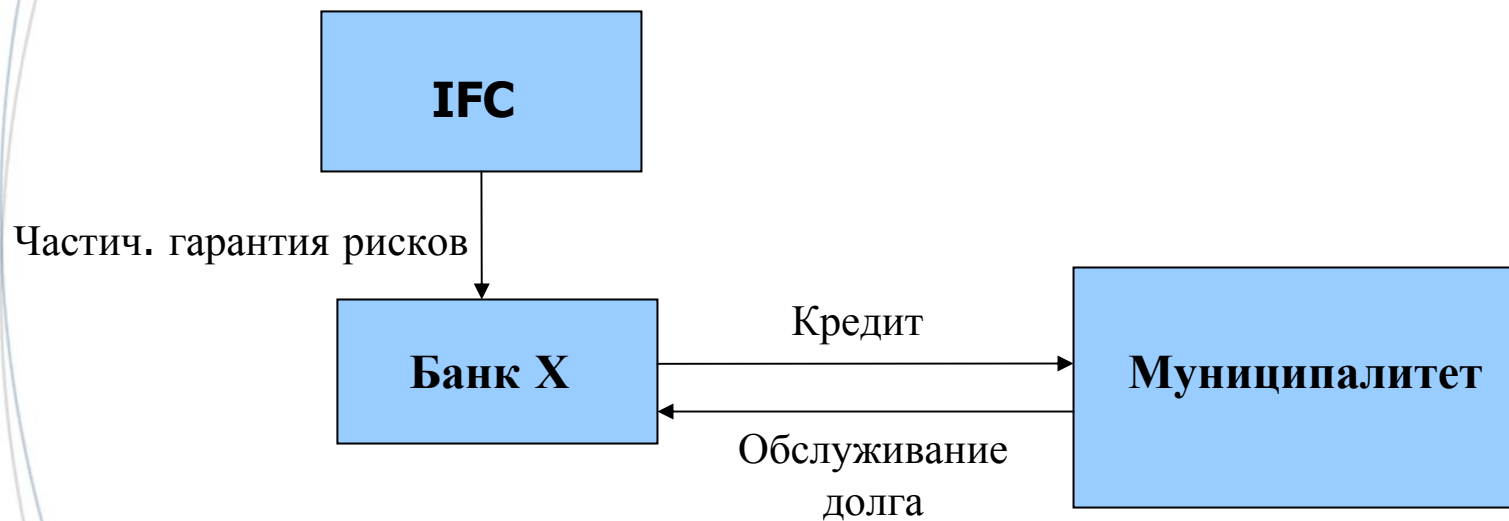 IFC
Частич. гарантия рисков
Кредит
Банк X
Муниципалитет
Обслуживание
долга